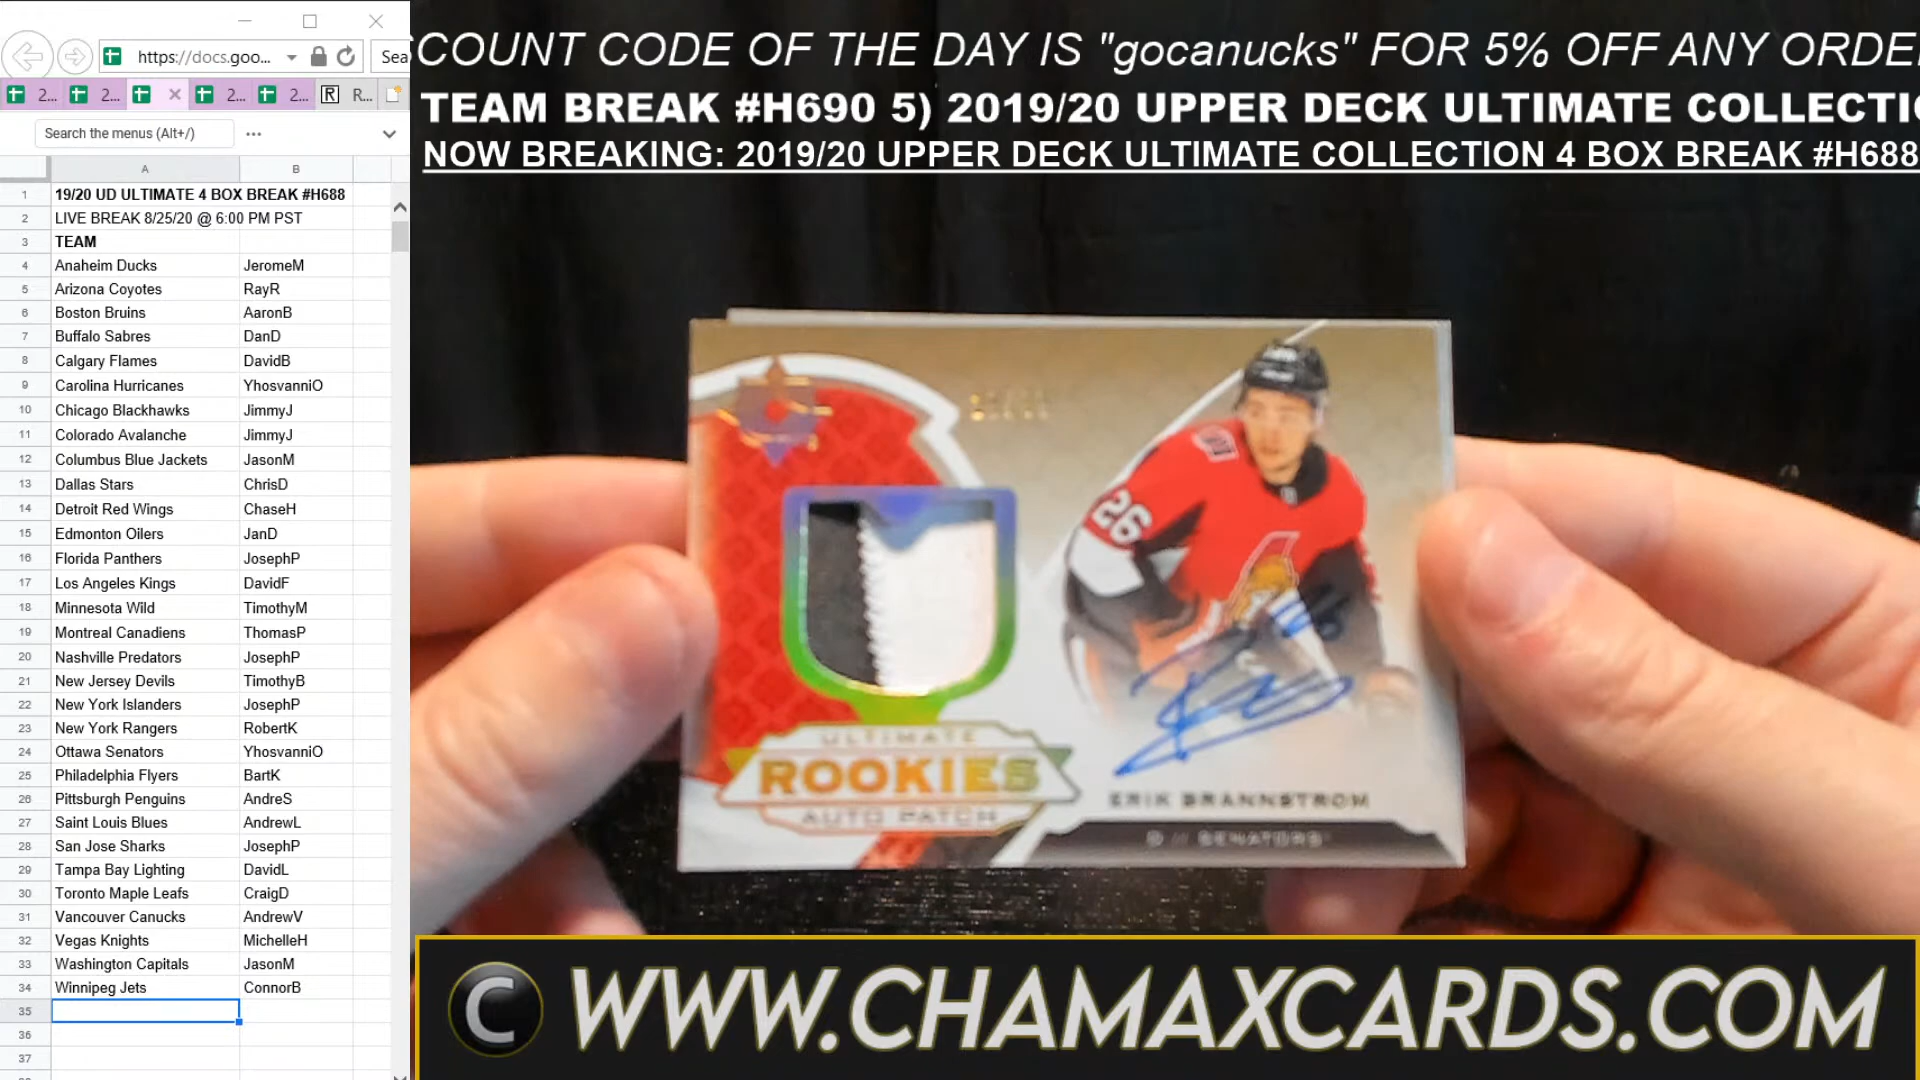 https://docs.goo...
Sea
2...
2...
2...
2...
R
R...
Search the menus (Alt+/)
A B
1 19/20 UD ULTIMATE 4 BOX BREAK #H688
2 LIVE BREAK 8/25/20 @ 6:00 PM PST
3 TEAM
4 Anaheim Ducks JeromeM
5 Arizona Coyotes RayR
6 Boston Bruins AaronB
7 Buffalo Sabres DanD
8 Calgary Flames DavidB
9 Carolina Hurricanes YhosvanniO
10 Chicago Blackhawks JimmyJ
11 Colorado Avalanche JimmyJ
12 Columbus Blue Jackets JasonM
13 Dallas Stars ChrisD
14 Detroit Red Wings ChaseH
15 Edmonton Oilers JanD
16 Florida Panthers JosephP
17 Los Angeles Kings DavidF
18 Minnesota Wild TimothyM
19 Montreal Canadiens ThomasP
20 Nashville Predators JosephP
21 New Jersey Devils TimothyB
22 New York Islanders JosephP
23 New York Rangers RobertK
24 Ottawa Senators YhosvanniO
25 Philadelphia Flyers BartK
26 Pittsburgh Penguins AndreS
27 Saint Louis Blues AndrewL
28 San Jose Sharks JosephP
29 Tampa Bay Lighting DavidL
30 Toronto Maple Leafs CraigD
31 Vancouver Canucks AndrewV
32 Vegas Knights MichelleH
33 Washington Capitals JasonM
34 Winnipeg Jets ConnorB
35
36
37
COUNT CODE OF THE DAY IS "gocanucks" FOR 5% OFF ANY ORDE
TEAM BREAK #H690 5) 2019/20 UPPER DECK ULTIMATE COLLECTI
NOW BREAKING: 2019/20 UPPER DECK ULTIMATE COLLECTION 4 BOX BREAK #H688
26
ULTIMATE
ROOKIES
AUTO PATCH
ERIK BRANNSTROM
D // SENATORS
C WWW.CHAMAXCARDS.COM